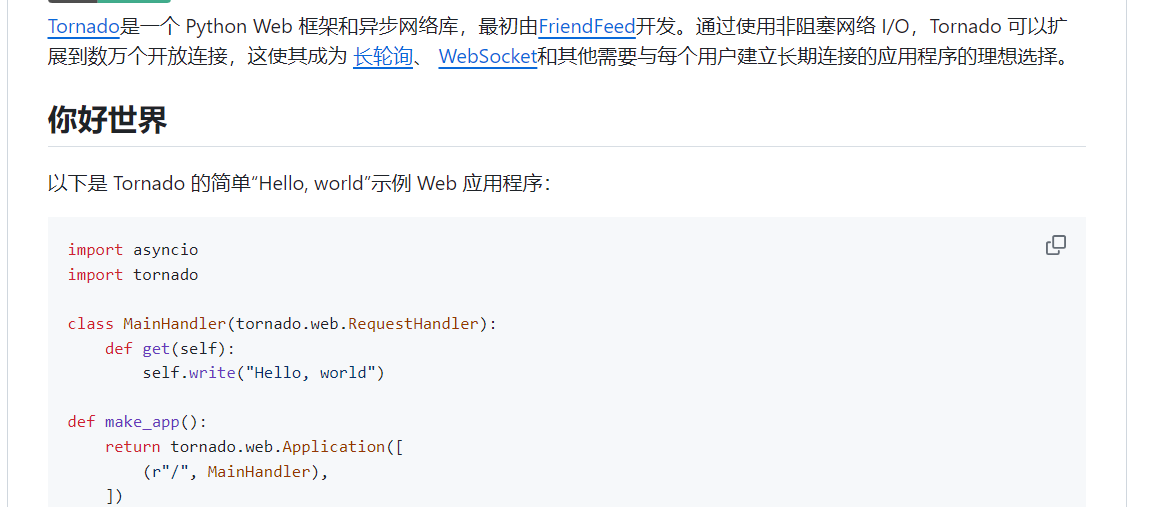 Tornado是一个 Python Web 框架和异步网络库，最初由FriendFeed开发。通过使用非阻塞网络 I/O，Tornado 可以扩
展到数万个开放连接，这使其成为 长轮询、 WebSocket和其他需要与每个用户建立长期连接的应用程序的理想选择。
你好世界
以下是 Tornado 的简单“Hello, world”示例 Web 应用程序：
import asyncio
import tornado
class MainHandler(tornado.web.RequestHandler):
    def get(self):
        self.write("Hello, world")
def make_app():
    return tornado.web.Application([
        (r"/", MainHandler),
    ])